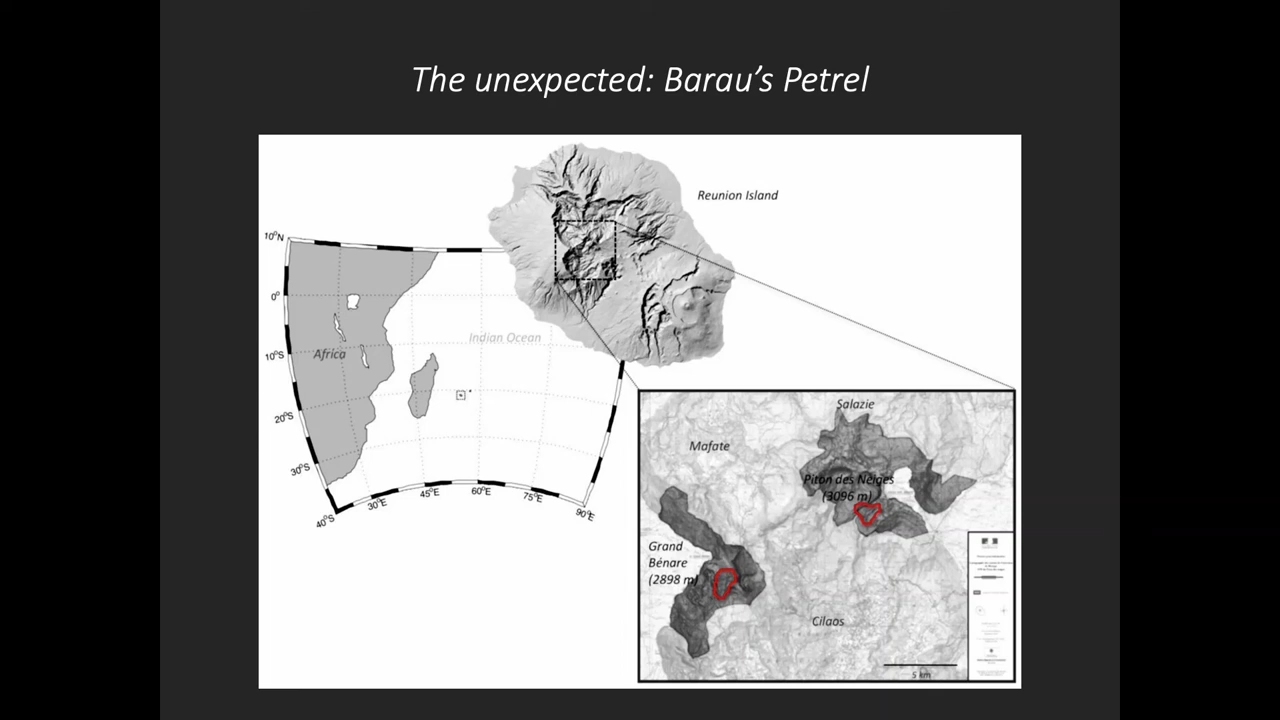 The unexpected: Barau's Petrel
Reunion Island
10°N
0°
10°S
20°S
30°S
40°S
30°E
45°E
60°E
75°E
90°E
Africa
Indian Ocean
Salazie
Mafate
Piton des Neiges
(3096 m)
Grand
Bénare
(2898 m)
Cilaos
5 km